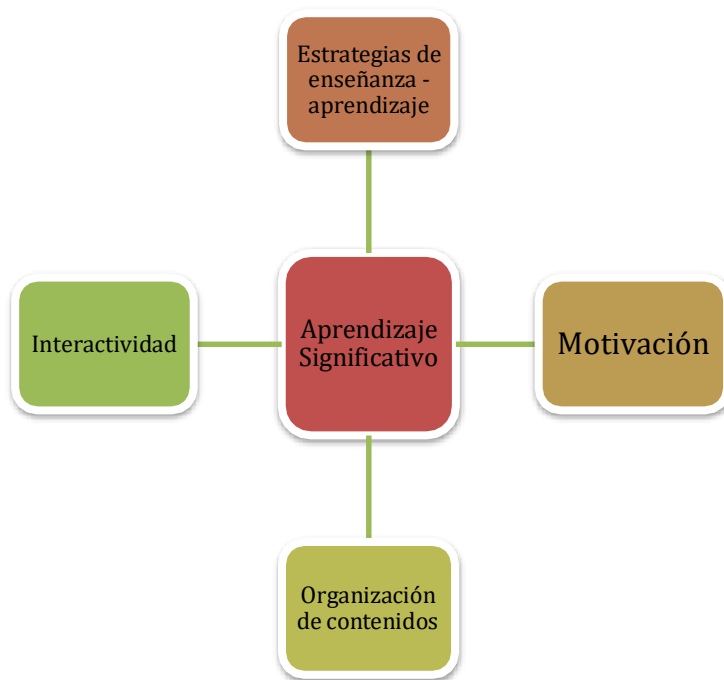 Estrategias de
enseñanza -
aprendizaje
Interactividad
Aprendizaje
Significativo
Motivación
Organización
de contenidos